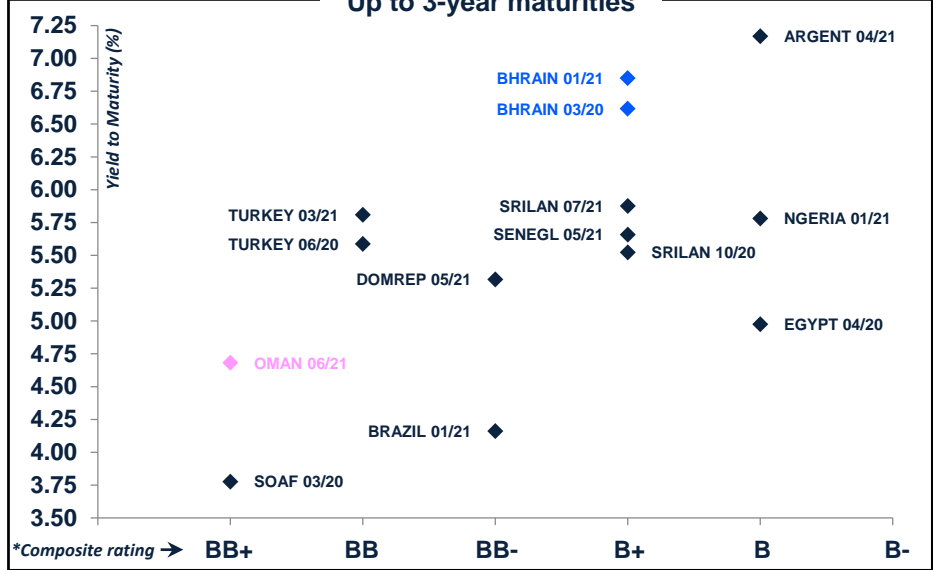 Up to 3-year maturities
7.25
7.00
6.75
6.50
6.25
6.00
5.75
5.50
5.25
5.00
4.75
4.50
4.25
4.00
3.75
3.50
Yield to Maturity (%)
ARGENT 04/21
BHRAIN 01/21
BHRAIN 03/20
SRILAN 07/21
TURKEY 03/21
NGERIA 01/21
SENEGL 05/21
TURKEY 06/20
SRILAN 10/20
DOMREP 05/21
EGYPT 04/20
OMAN 06/21
BRAZIL 01/21
SOAF 03/20
*Composite rating → BB+ BB BB- B+ B B-